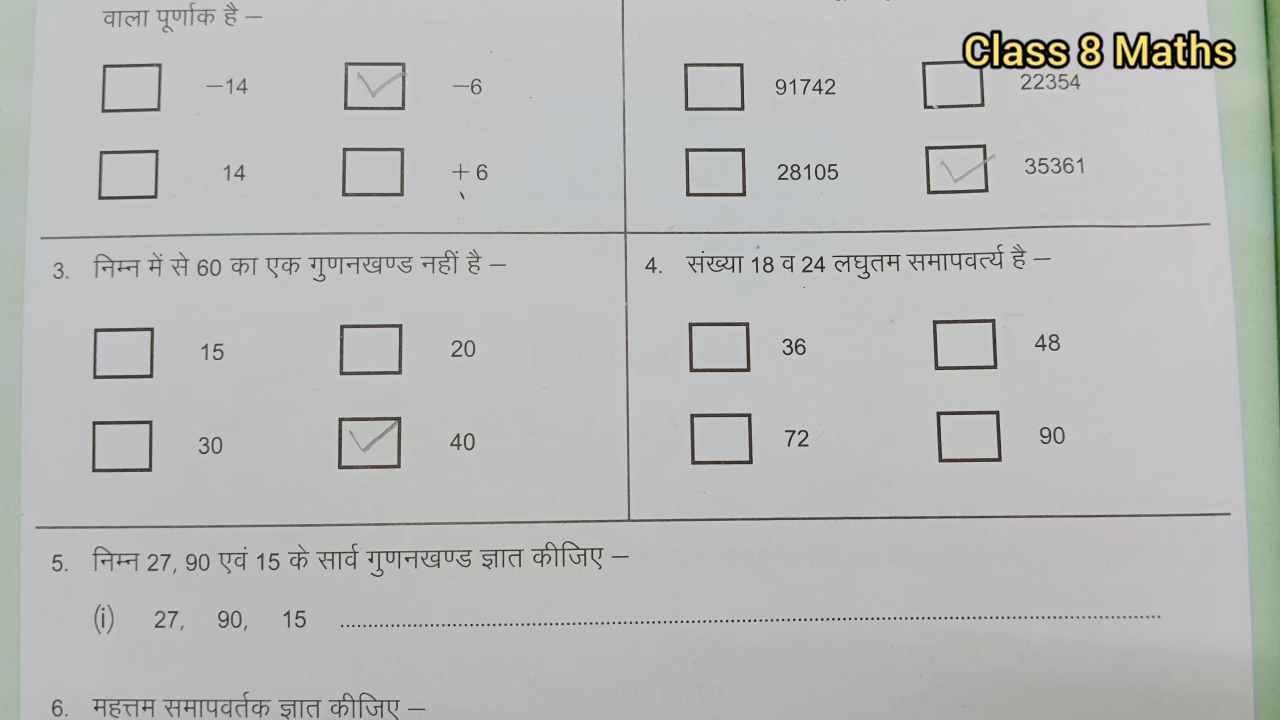 वाला पूर्णांक है –
Class 8 Maths
–14
–6
14
+ 6
91742
22354
28105
35361
3. निम्न में से 60 का एक गुणनखण्ड नहीं है –
15
20
30
40
4. संख्या 18 व 24 लघुतम समापवर्त्य है –
36
48
72
90
5. निम्न 27, 90 एवं 15 के सार्व गुणनखण्ड ज्ञात कीजिए –
(i) 27, 90, 15 ........................................
6. महत्तम समापवर्तक ज्ञात कीजिए –